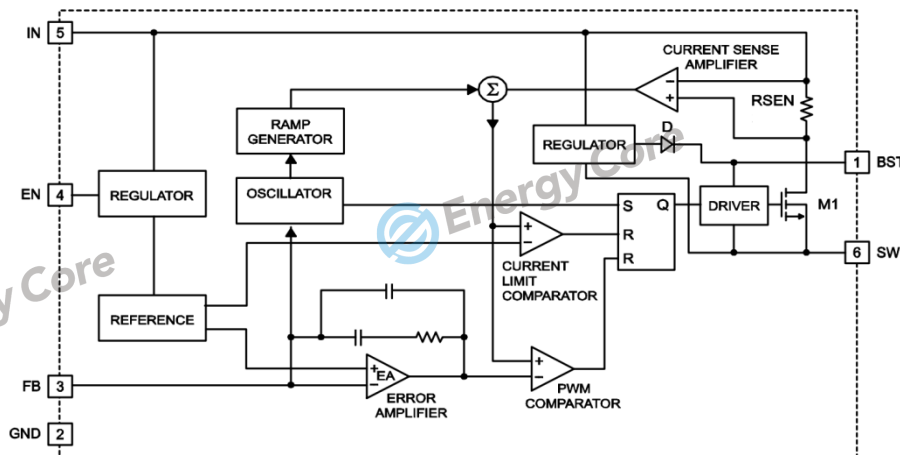 IN 5
CURRENT SENSE
AMPLIFIER
Σ
−
+
RSEN
RAMP
GENERATOR
REGULATOR
D
1 BST
EN 4
REGULATOR
OSCILLATOR
S Q
DRIVER
M1
Energy Core
+
−
R
R
6 SW
CURRENT
LIMIT
COMPARATOR
y Core
REFERENCE
+
−
EA
+
−
FB 3
ERROR
AMPLIFIER
PWM
COMPARATOR
GND 2